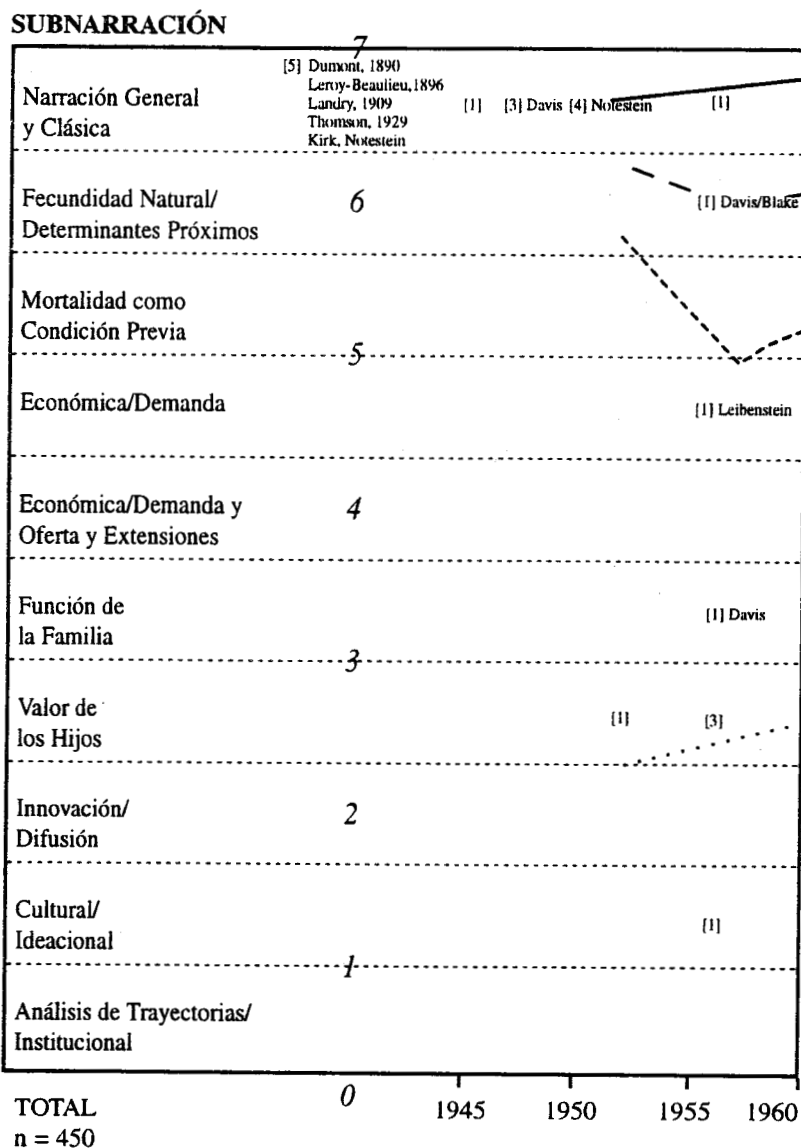 SUBNARRACIÓN
7
[5] Dumont, 1890
Leroy-Beaulieu, 1896
Narración General
y Clásica
Landry, 1909
[1] [3] Davis [4] Notestein [1]
Thomson, 1929
Kirk, Notestein
Fecundidad Natural/
Determinantes Próximos
6
[1] Davis/Blake
Mortalidad como
Condición Previa
5
Económica/Demanda
[1] Leibenstein
Económica/Demanda y
Oferta y Extensiones
4
Función de
la Familia
[1] Davis
3
Valor de
los Hijos
[1] [3]
Innovación/
Difusión
2
Cultural/
Ideacional
[1]
1
Análisis de Trayectorias/
Institucional
0
1945 1950 1955 1960
TOTAL
n = 450